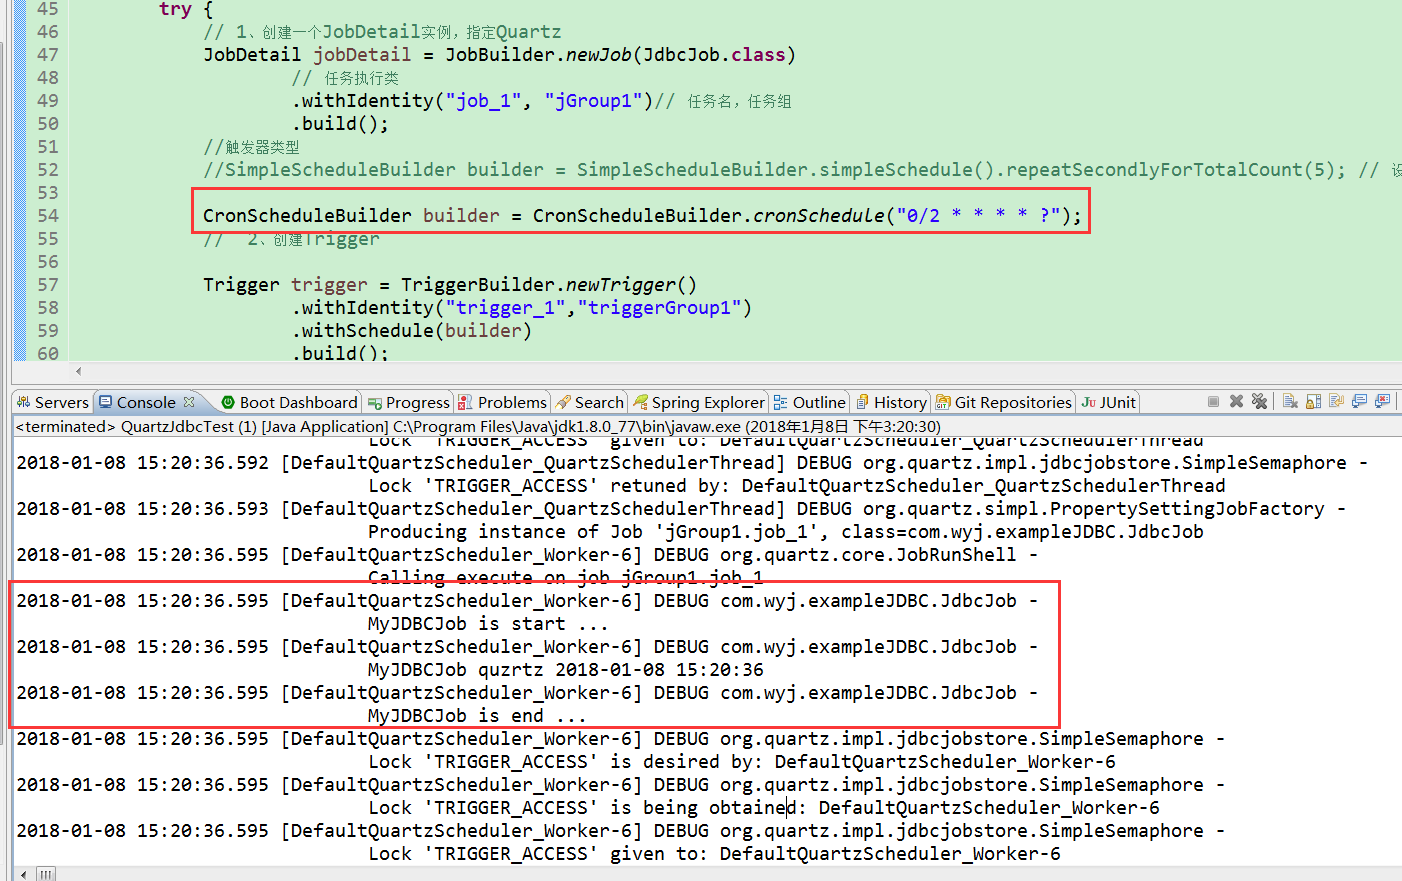 45 try {
46 // 1、创建一个JobDetail实例，指定Quartz
47 JobDetail jobDetail = JobBuilder.newJob(JdbcJob.class)
48 // 任务执行类
49 .withIdentity("job_1", "jGroup1")// 任务名，任务组
50 .build();
51 //触发器类型
52 //SimpleScheduleBuilder builder = SimpleScheduleBuilder.simpleSchedule().repeatSecondlyForTotalCount(5); // 设
53
54 CronScheduleBuilder builder = CronScheduleBuilder.cronSchedule("0/2 * * * * ?");
55 // 2、创建Trigger
56
57 Trigger trigger = TriggerBuilder.newTrigger()
58 .withIdentity("trigger_1","triggerGroup1")
59 .withSchedule(builder)
60 .build();
Servers Console Boot Dashboard Progress Problems Search Spring Explorer Outline History Git Repositories JUnit
<terminated> QuartzJdbcTest (1) [Java Application] C:\Program Files\Java\jdk1.8.0_77\bin\javaw.exe (2018年1月8日 下午3:20:30)
Lock 'TRIGGER_ACCESS' given to: DefaultQuartzScheduler_QuartzSchedulerThread
2018-01-08 15:20:36.592 [DefaultQuartzScheduler_QuartzSchedulerThread] DEBUG org.quartz.impl.jdbcjobstore.SimpleSemaphore -
Lock 'TRIGGER_ACCESS' retuned by: DefaultQuartzScheduler_QuartzSchedulerThread
2018-01-08 15:20:36.593 [DefaultQuartzScheduler_QuartzSchedulerThread] DEBUG org.quartz.simpl.PropertySettingJobFactory -
Producing instance of Job 'jGroup1.job_1', class=com.wyj.exampleJDBC.JdbcJob
2018-01-08 15:20:36.595 [DefaultQuartzScheduler_Worker-6] DEBUG org.quartz.core.JobRunShell -
Calling execute on job jGroup1.job_1
2018-01-08 15:20:36.595 [DefaultQuartzScheduler_Worker-6] DEBUG com.wyj.exampleJDBC.JdbcJob -
MyJDBCJob is start ...
2018-01-08 15:20:36.595 [DefaultQuartzScheduler_Worker-6] DEBUG com.wyj.exampleJDBC.JdbcJob -
MyJDBCJob quzrtz 2018-01-08 15:20:36
2018-01-08 15:20:36.595 [DefaultQuartzScheduler_Worker-6] DEBUG com.wyj.exampleJDBC.JdbcJob -
MyJDBCJob is end ...
2018-01-08 15:20:36.595 [DefaultQuartzScheduler_Worker-6] DEBUG org.quartz.impl.jdbcjobstore.SimpleSemaphore -
Lock 'TRIGGER_ACCESS' is desired by: DefaultQuartzScheduler_Worker-6
2018-01-08 15:20:36.595 [DefaultQuartzScheduler_Worker-6] DEBUG org.quartz.impl.jdbcjobstore.SimpleSemaphore -
Lock 'TRIGGER_ACCESS' is being obtained: DefaultQuartzScheduler_Worker-6
2018-01-08 15:20:36.595 [DefaultQuartzScheduler_Worker-6] DEBUG org.quartz.impl.jdbcjobstore.SimpleSemaphore -
Lock 'TRIGGER_ACCESS' given to: DefaultQuartzScheduler_Worker-6